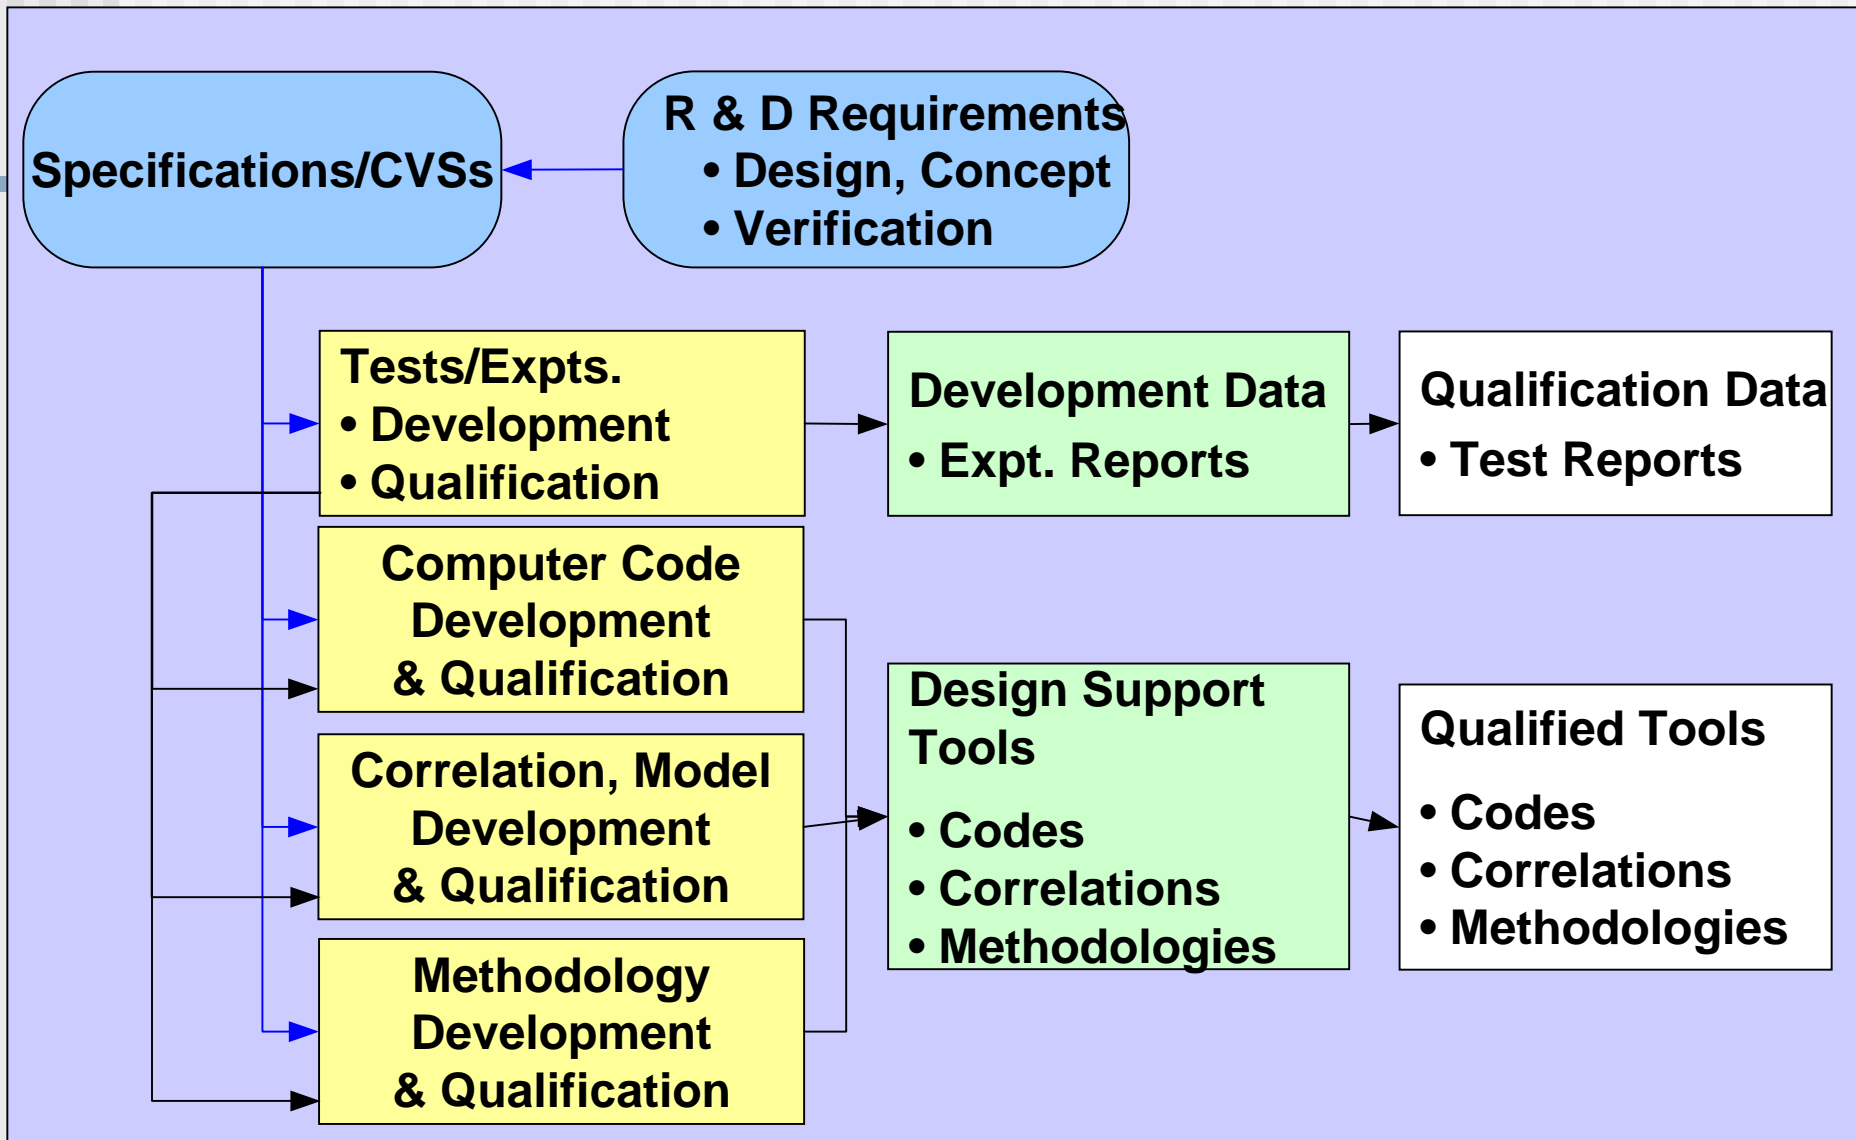 Specifications/CVSs
R & D Requirements
• Design, Concept
• Verification
Tests/Expts.
• Development
• Qualification
Development Data
• Expt. Reports
Qualification Data
• Test Reports
Computer Code
Development
& Qualification
Correlation, Model
Development
& Qualification
Methodology
Development
& Qualification
Design Support
Tools
• Codes
• Correlations
• Methodologies
Qualified Tools
• Codes
• Correlations
• Methodologies